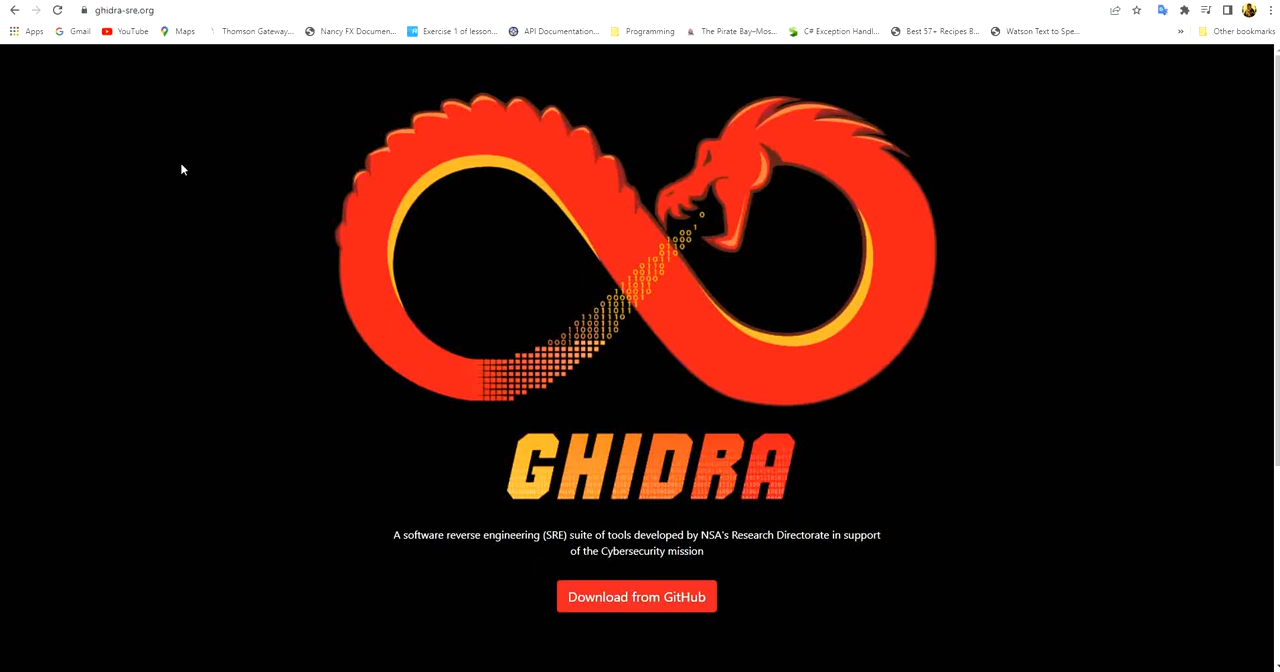 ghidra-sre.org
Apps Gmail YouTube Maps Thomson Gateway... Nancy FX Documen... Exercise 1 of lesson... API Documentation... Programming The Pirate Bay–Mos... C# Exception Handl... Best 57+ Recipes B... Watson Text to Spe... » Other bookmarks
GHIDRA
A software reverse engineering (SRE) suite of tools developed by NSA's Research Directorate in support
of the Cybersecurity mission
Download from GitHub